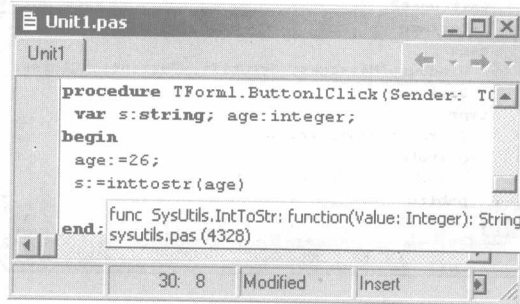 Unit1.pas
Unit1
procedure TForm1.Button1Click(Sender: TO
var s:string; age:integer;
begin
age:=26;
s:=inttostr(age)
func SysUtils.IntToStr: function(Value: Integer): String
sysutils.pas (4328)
end;
30: 8 Modified Insert